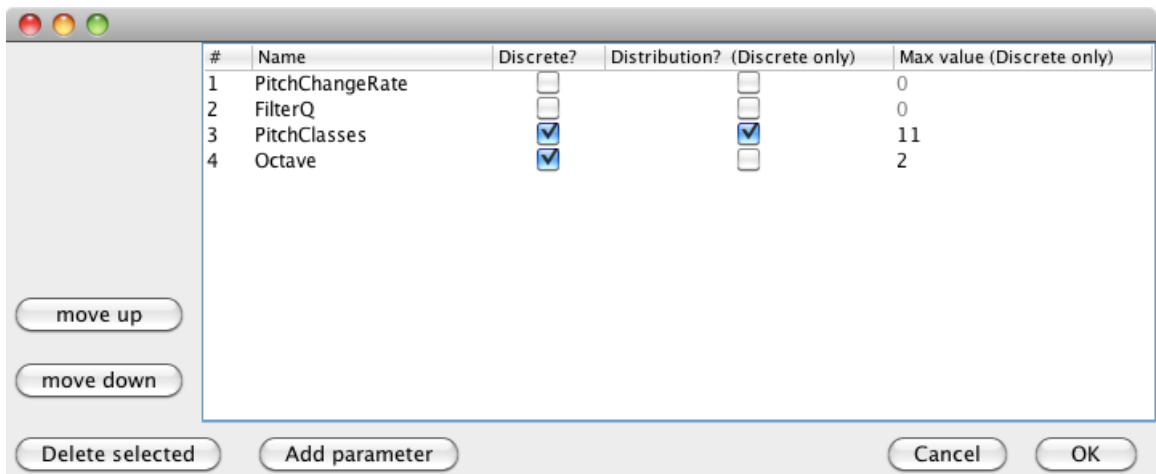 # Name Discrete? Distribution? (Discrete only) Max value (Discrete only)
1 PitchChangeRate 0
2 FilterQ 0
3 PitchClasses 11
4 Octave 2
move up
move down
Delete selected Add parameter Cancel OK